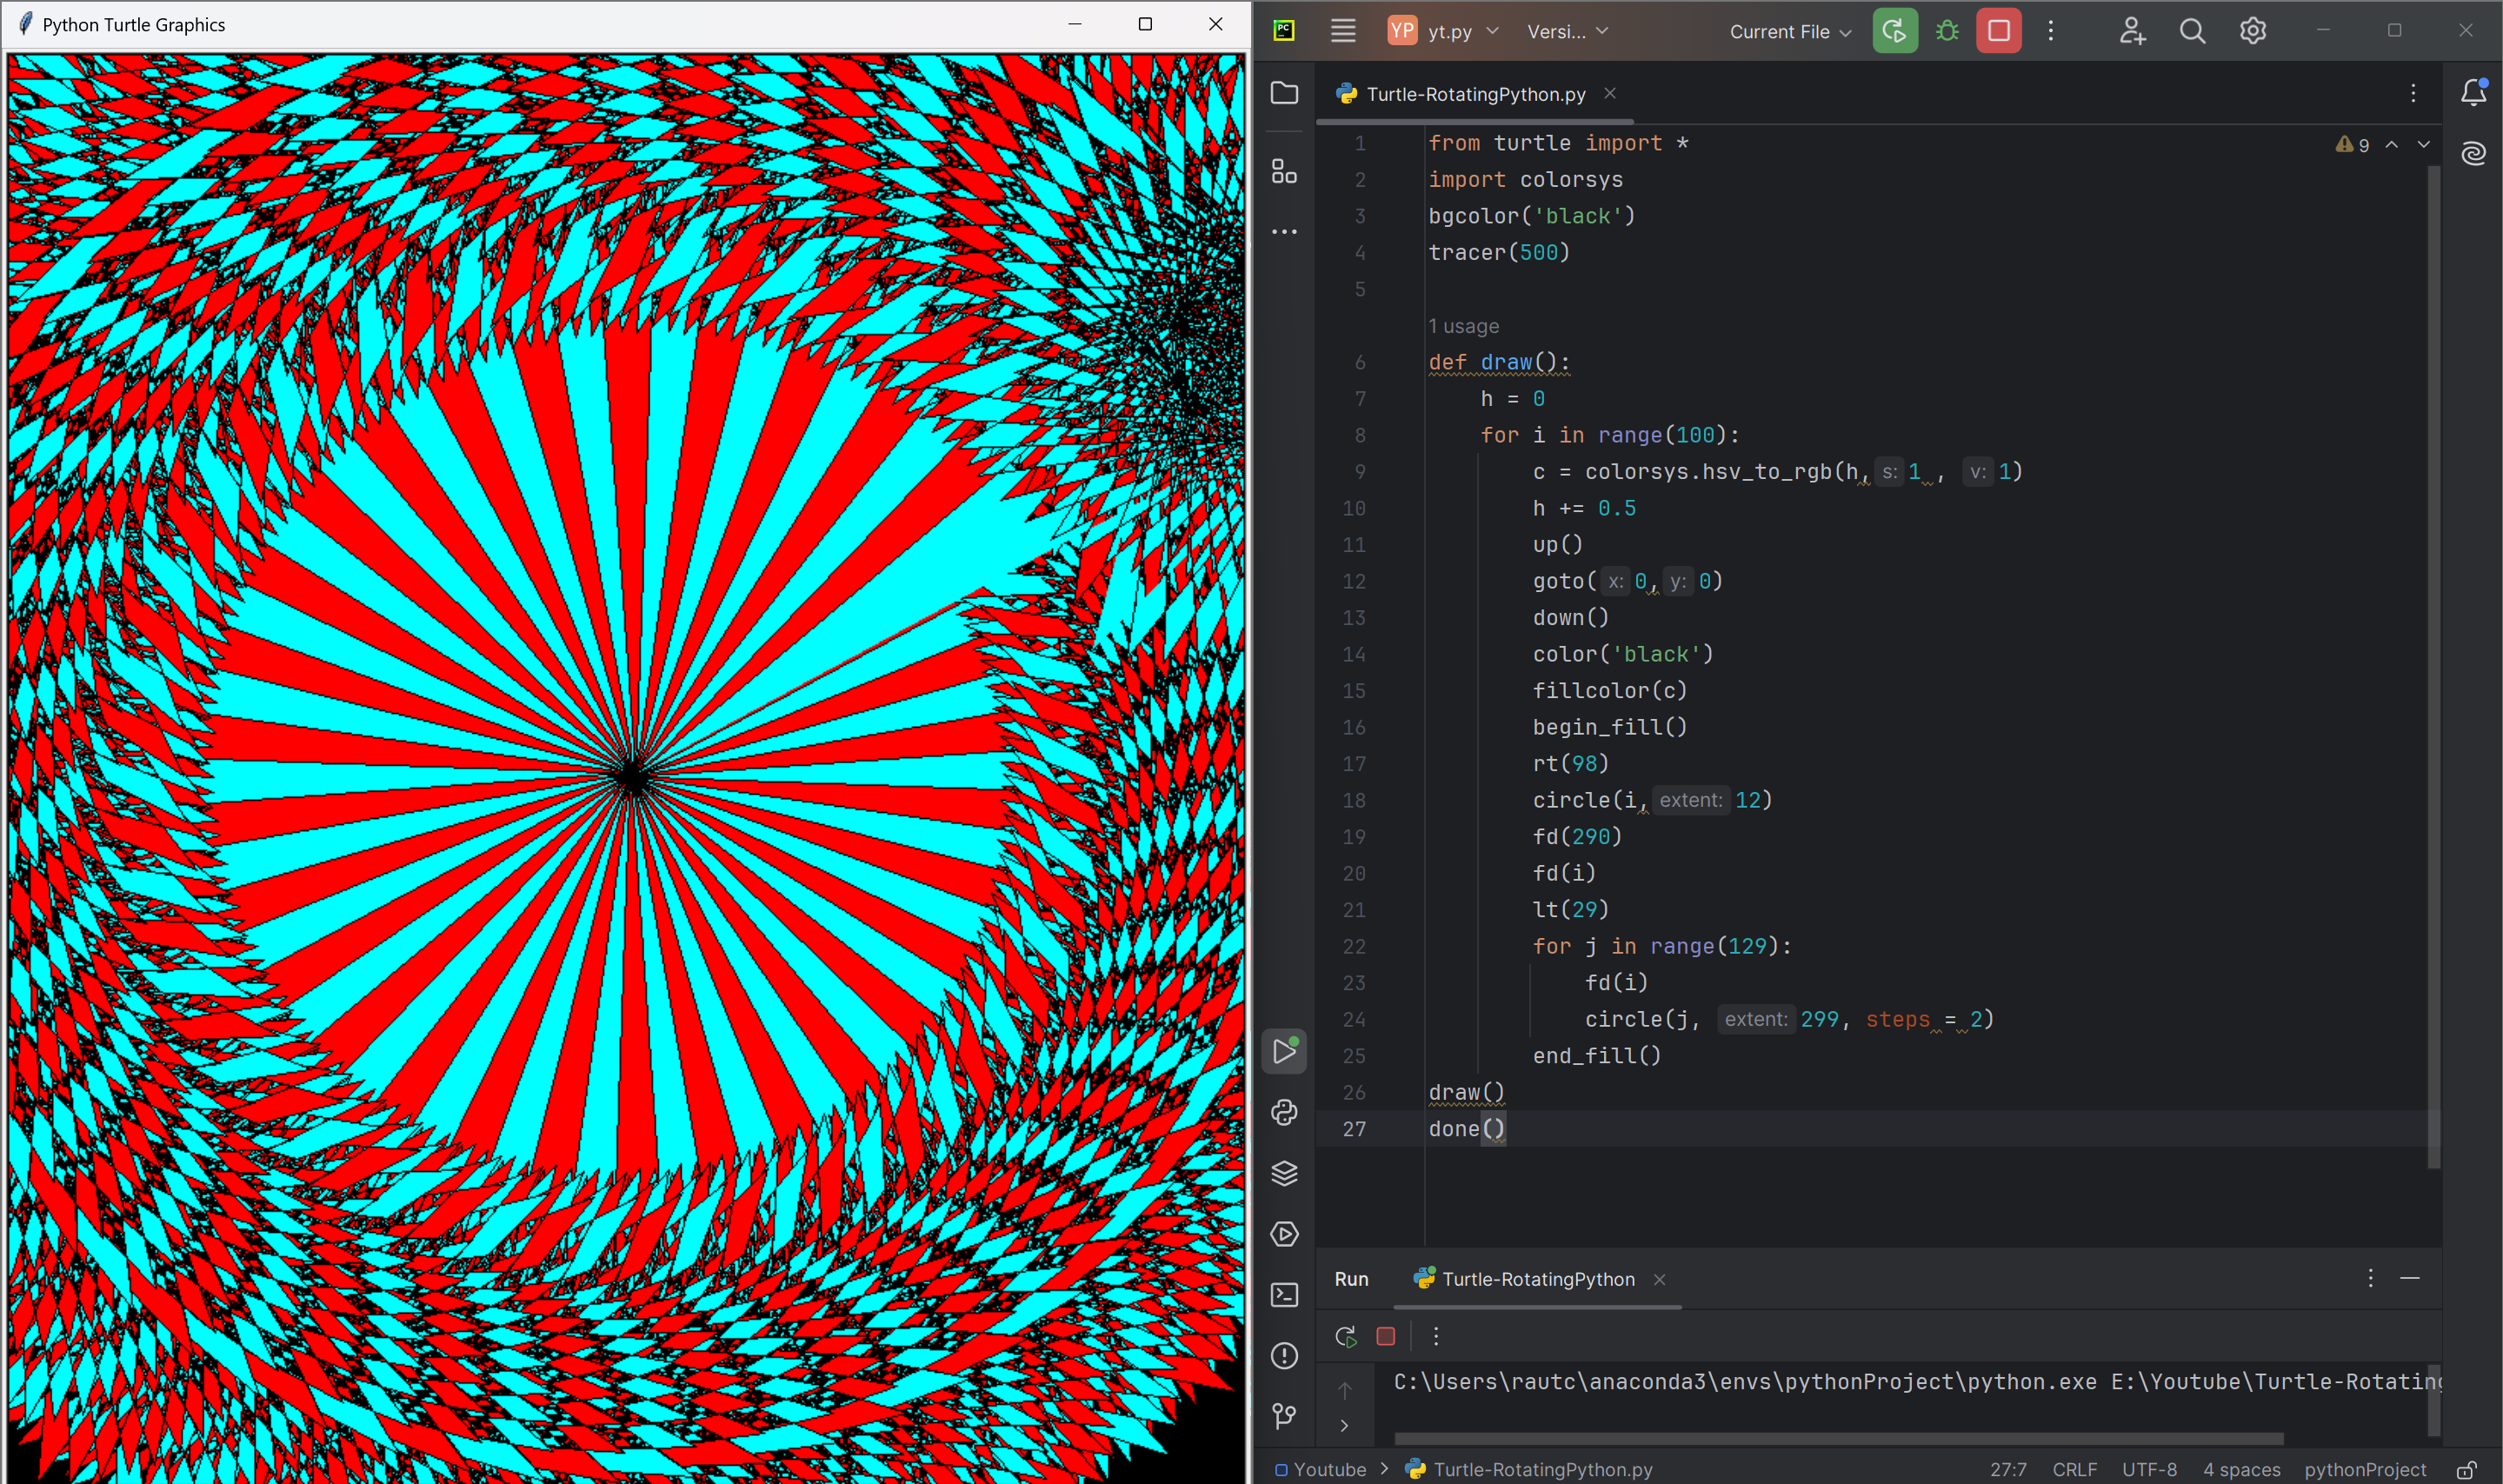 Python Turtle Graphics
PC
YP yt.py Versi... Current File
Turtle-RotatingPython.py
9
1 from turtle import *
2 import colorsys
3 bgcolor('black')
4 tracer(500)
5
1 usage
6 def draw():
7 h = 0
8 for i in range(100):
9 c = colorsys.hsv_to_rgb(h, s: 1 , v: 1)
10 h += 0.5
11 up()
12 goto( x: 0, y: 0)
13 down()
14 color('black')
15 fillcolor(c)
16 begin_fill()
17 rt(98)
18 circle(i, extent: 12)
19 fd(290)
20 fd(i)
21 lt(29)
22 for j in range(129):
23 fd(i)
24 circle(j, extent: 299, steps = 2)
25 end_fill()
26 draw()
27 done()
Run Turtle-RotatingPython
C:\Users\rautc\anaconda3\envs\pythonProject\python.exe E:\Youtube\Turtle-Rotating
Youtube > Turtle-RotatingPython.py 27:7 CRLF UTF-8 4 spaces pythonProject